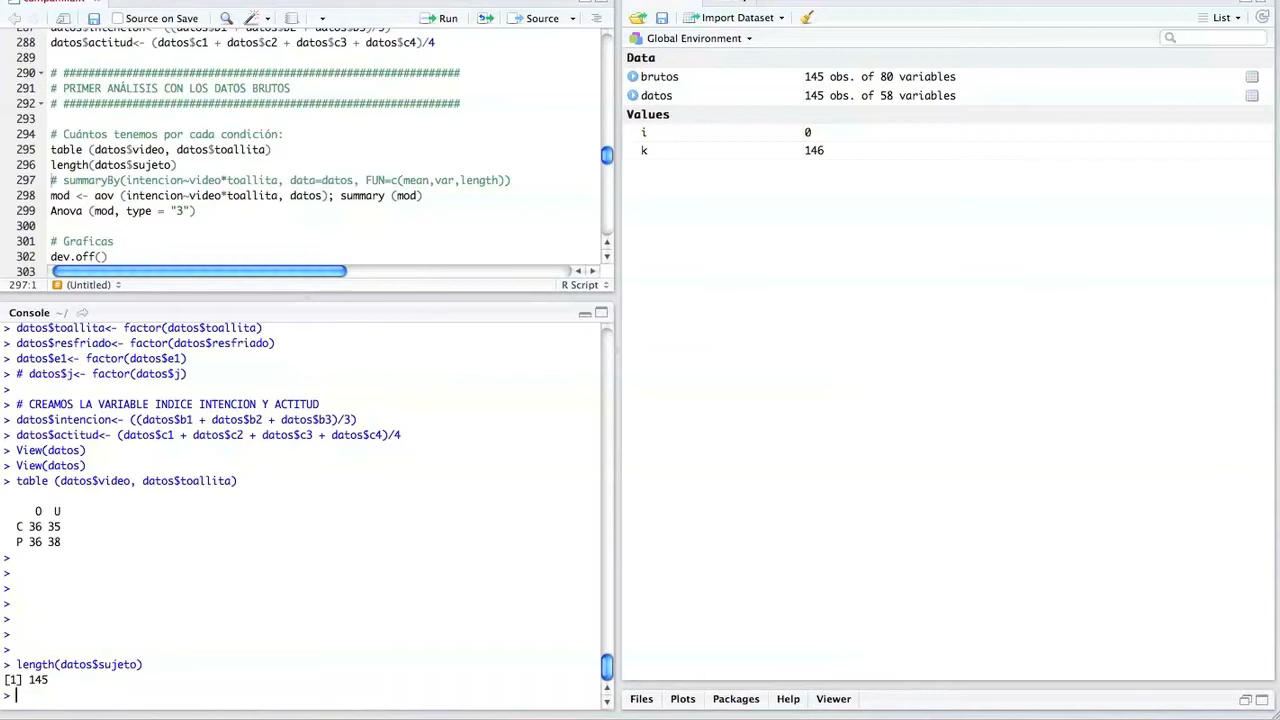 Source on Save
Run
Source
288 datos$actitud<- (datos$c1 + datos$c2 + datos$c3 + datos$c4)/4
289
290 # ###############################################################
291 # PRIMER ANÁLISIS CON LOS DATOS BRUTOS
292 # ###############################################################
293
294 # Cuántos tenemos por cada condición:
295 table (datos$video, datos$toallita)
296 length(datos$sujeto)
297 # summaryBy(intencion~video*toallita, data=datos, FUN=c(mean,var,length))
298 mod <- aov (intencion~video*toallita, datos); summary (mod)
299 Anova (mod, type = "3")
300
301 # Graficas
302 dev.off()
303
297:1 (Untitled) R Script
Console ~/
> datos$toallita<- factor(datos$toallita)
> datos$resfriado<- factor(datos$resfriado)
> datos$e1<- factor(datos$e1)
> # datos$j<- factor(datos$j)
>
> # CREAMOS LA VARIABLE INDICE INTENCION Y ACTITUD
> datos$intencion<- ((datos$b1 + datos$b2 + datos$b3)/3)
> datos$actitud<- (datos$c1 + datos$c2 + datos$c3 + datos$c4)/4
> View(datos)
> View(datos)
> table (datos$video, datos$toallita)
O U
C 36 35
P 36 38
>
>
>
>
>
>
>
> length(datos$sujeto)
[1] 145
>
Import Dataset
List
Global Environment
Data
brutos 145 obs. of 80 variables
datos 145 obs. of 58 variables
Values
i 0
k 146
Files Plots Packages Help Viewer